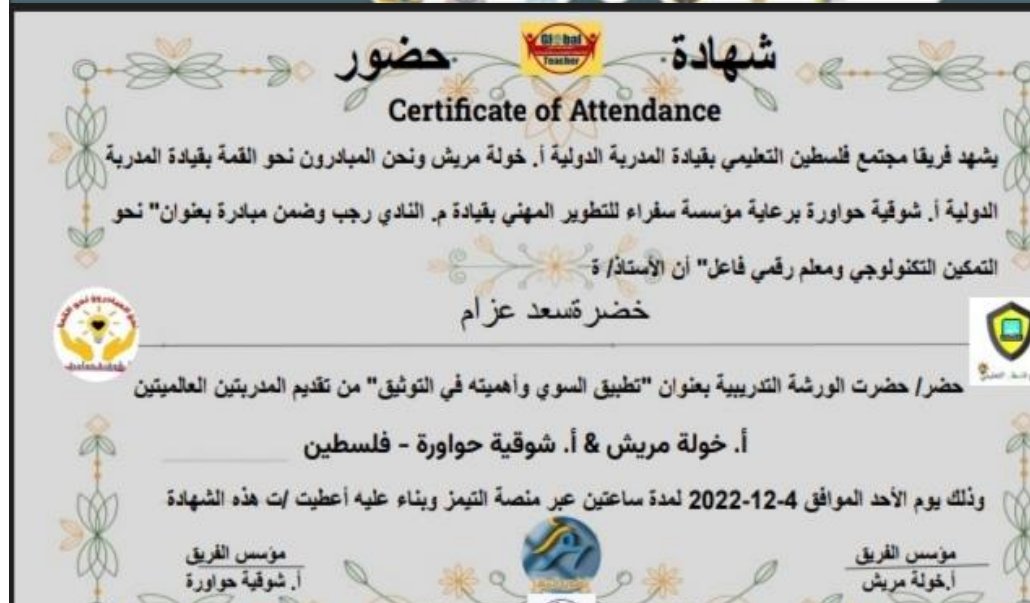 شهادة حضور
Global
Teacher
Certificate of Attendance
يشهد فريقا مجتمع فلسطين التعليمي بقيادة المدربة الدولية أ. خولة مريش ونحن المبادرون نحو القمة بقيادة المدربة
الدولية أ. شوقية حواورة برعاية مؤسسة سفراء للتطوير المهني بقيادة م. النادي رجب وضمن مبادرة بعنوان" نحو
التمكين التكنولوجي ومعلم رقمي فاعل" أن الأستاذ/ ة
خضرةسعد عزام
حضر/ حضرت الورشة التدريبية بعنوان "تطبيق السوي وأهميته في التوثيق" من تقديم المدربتين العالميتين
أ. خولة مريش & أ. شوقية حواورة - فلسطين
وذلك يوم الأحد الموافق 4-12-2022 لمدة ساعتين عبر منصة التيمز وبناء عليه أعطيت /ت هذه الشهادة
مؤسس الفريق
أ.خولة مريش
مؤسس الفريق
أ. شوقية حواورة